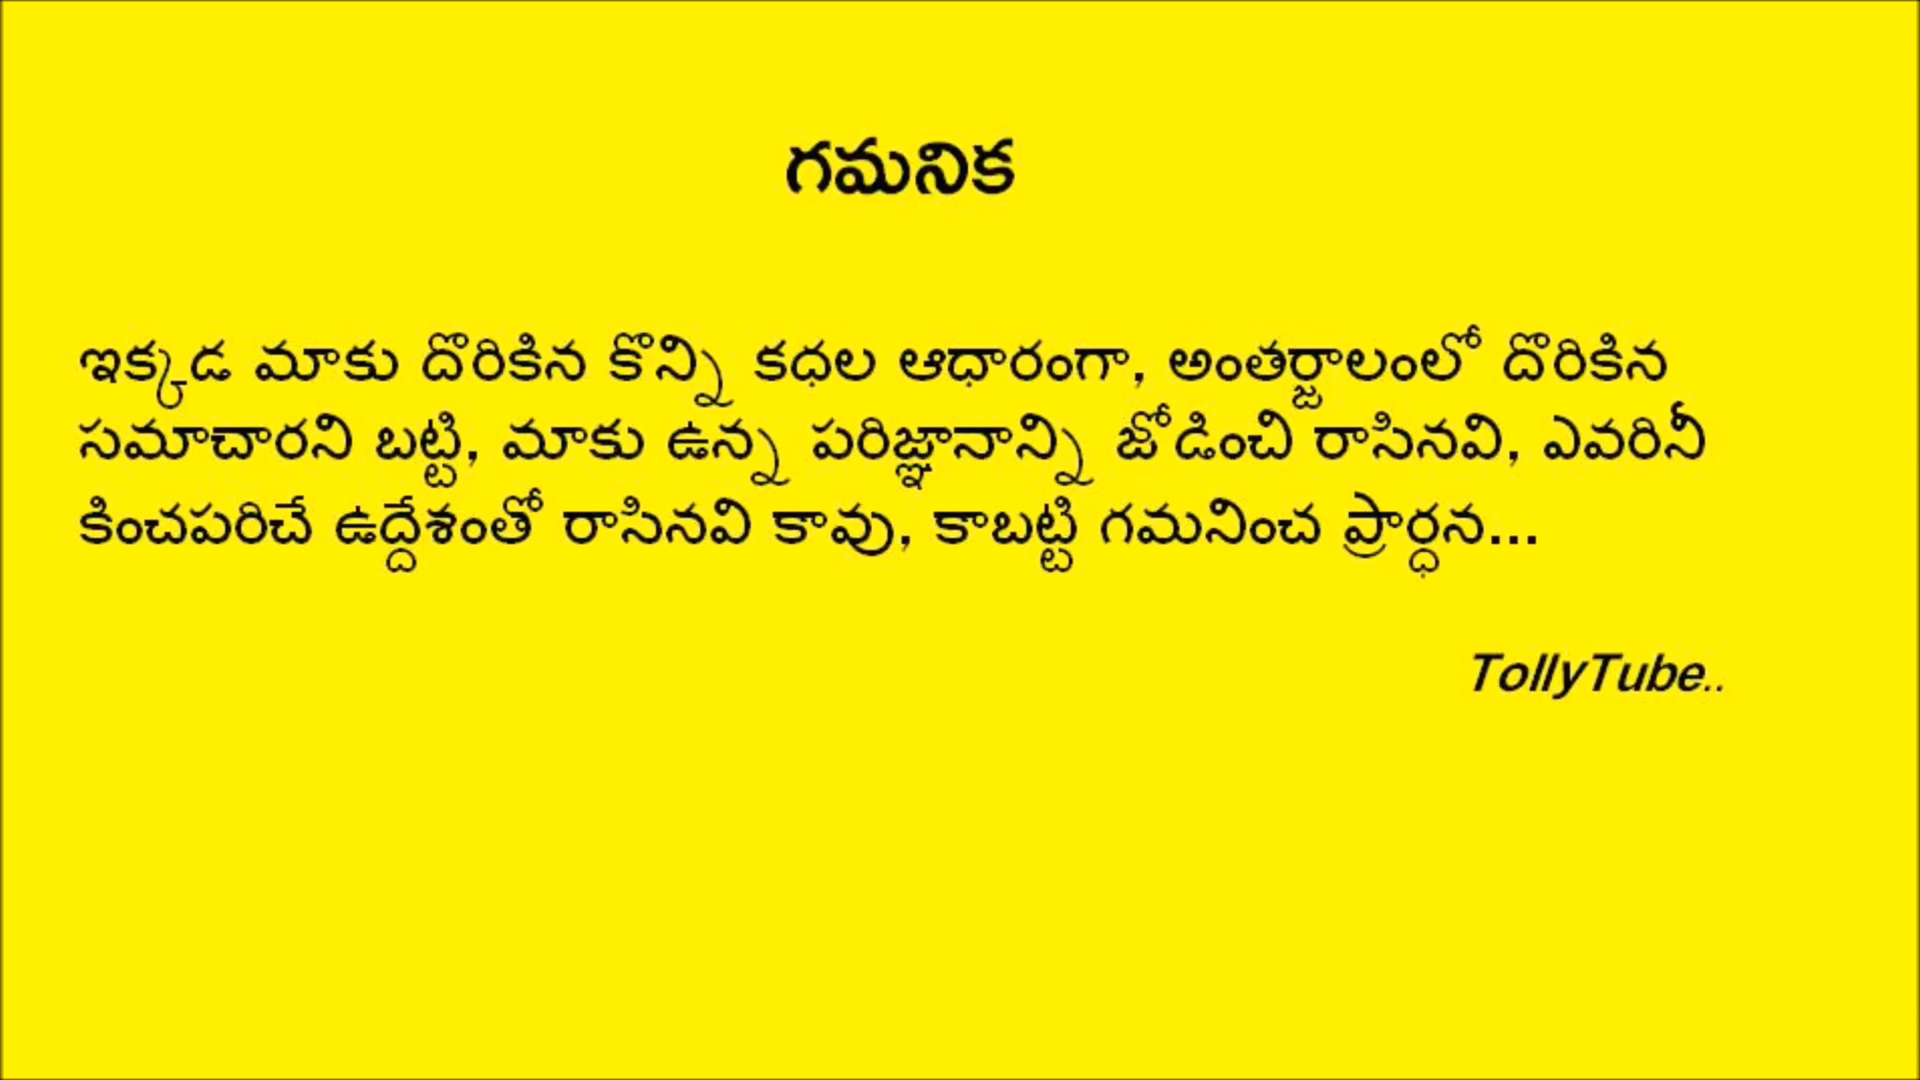 గమనిక
ఇక్కడ మాకు దొరికిన కొన్ని కధల ఆధారంగా, అంతర్జాలంలో దొరికిన
సమాచారని బట్టి, మాకు ఉన్న పరిజ్ఞానాన్ని జోడించి రాసినవి, ఎవరినీ
కించపరిచే ఉద్దేశంతో రాసినవి కావు, కాబట్టి గమనించ ప్రార్ధన...
TollyTube..